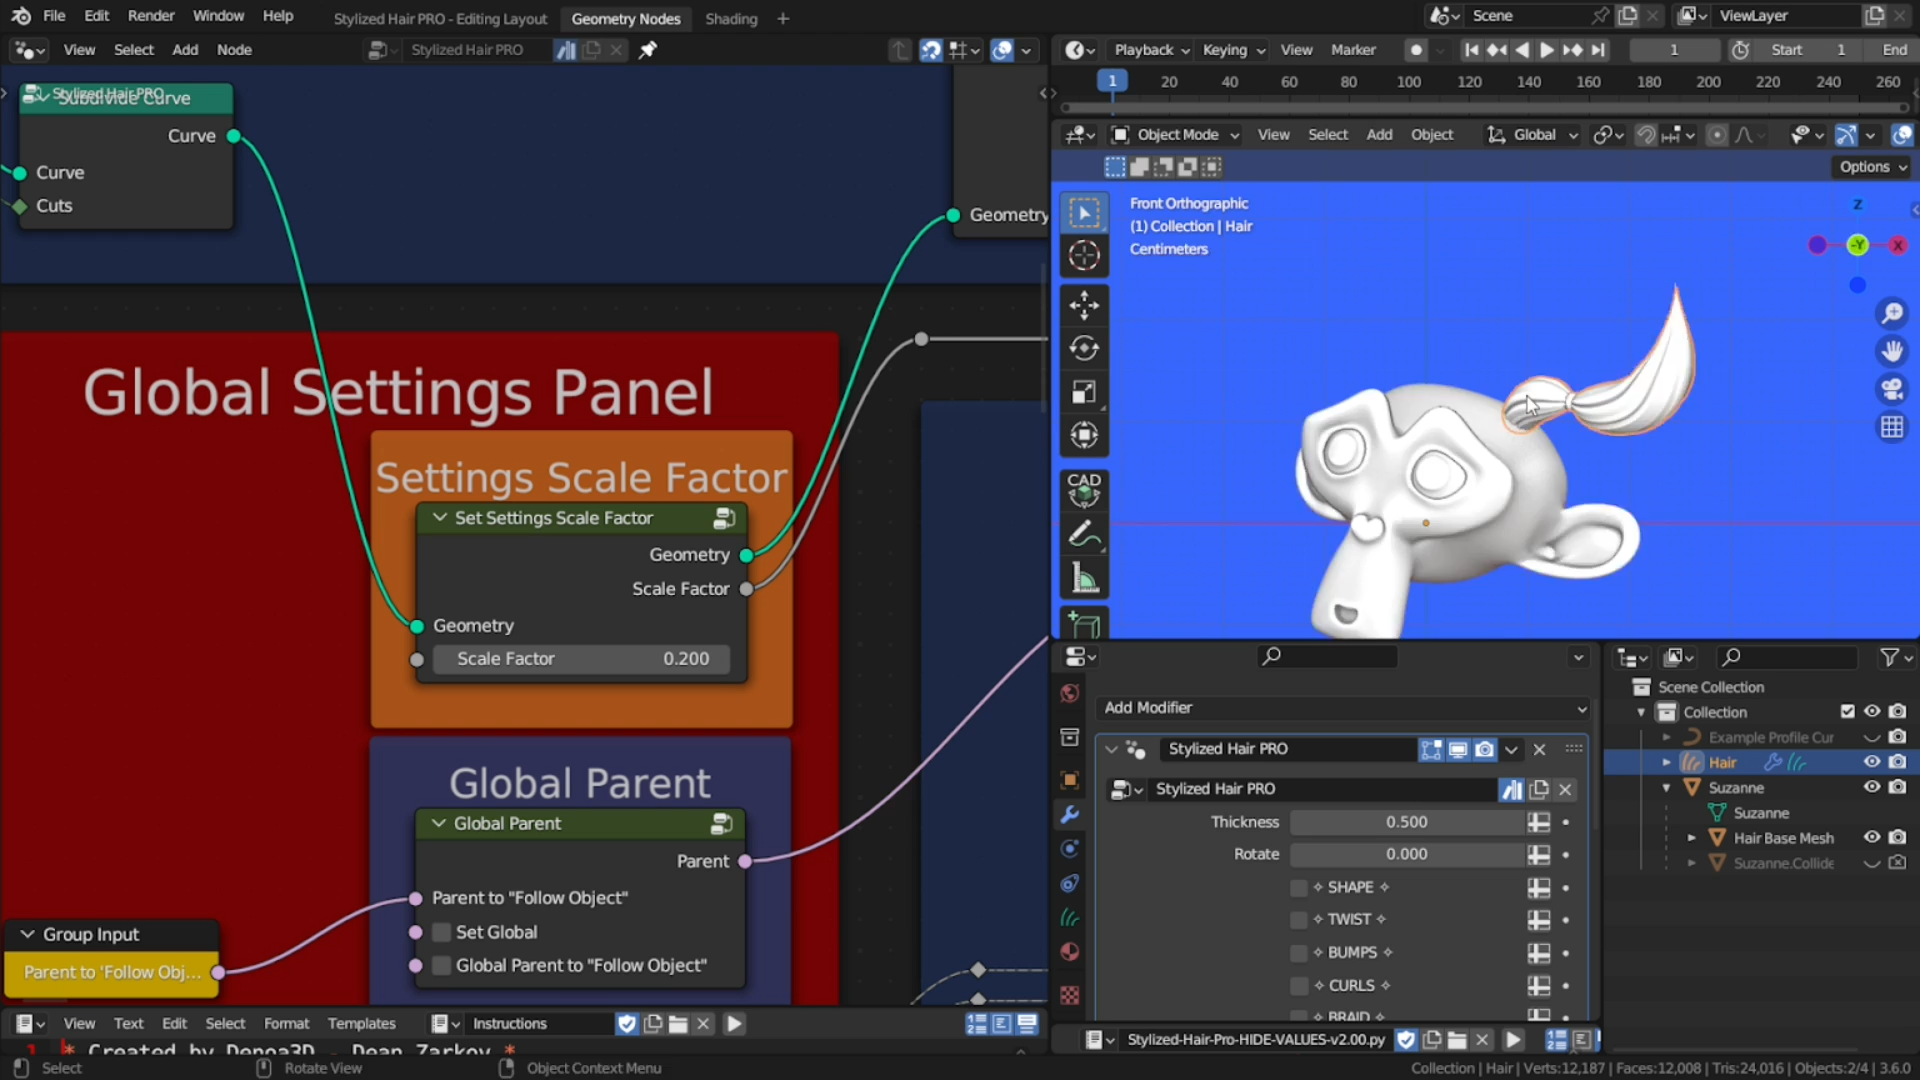 File Edit Render Window Help
Stylized Hair PRO - Editing Layout Geometry Nodes Shading +
Scene
ViewLayer
View Select Add Node
Stylized Hair PRO
Playback Keying View Marker
1
Start 1 End
1 20 40 60 80 100 120 140 160 180 200 220 240 260
Stylized Hair PRO
Subdivide Curve
Curve
Curve
Cuts
Geometry
Object Mode View Select Add Object Global
Options
Front Orthographic
(1) Collection | Hair
Centimeters
Z
-Y
X
CAD
Global Settings Panel
Settings Scale Factor
Set Settings Scale Factor
Geometry
Scale Factor
Geometry
Scale Factor 0.200
Global Parent
Global Parent
Parent
Parent to "Follow Object"
Set Global
Global Parent to "Follow Object"
Group Input
Parent to 'Follow Obj...
Add Modifier
Stylized Hair PRO
Stylized Hair PRO
Thickness 0.500
Rotate 0.000
✧ SHAPE ✧
✧ TWIST ✧
✧ BUMPS ✧
✧ CURLS ✧
✧ BRAID ✧
Scene Collection
Collection
Example Profile Cur
Hair
Suzanne
Suzanne
Hair Base Mesh
Suzanne.Collide
View Text Edit Select Format Templates
Instructions
1 * Created by Denoa3D - Dean Zarkov *
Stylized-Hair-Pro-HIDE-VALUES-v2.00.py
Select
Rotate View
Object Context Menu
Collection | Hair | Verts:12,187 | Faces:12,008 | Tris:24,016 | Objects:2/4 | 3.6.0